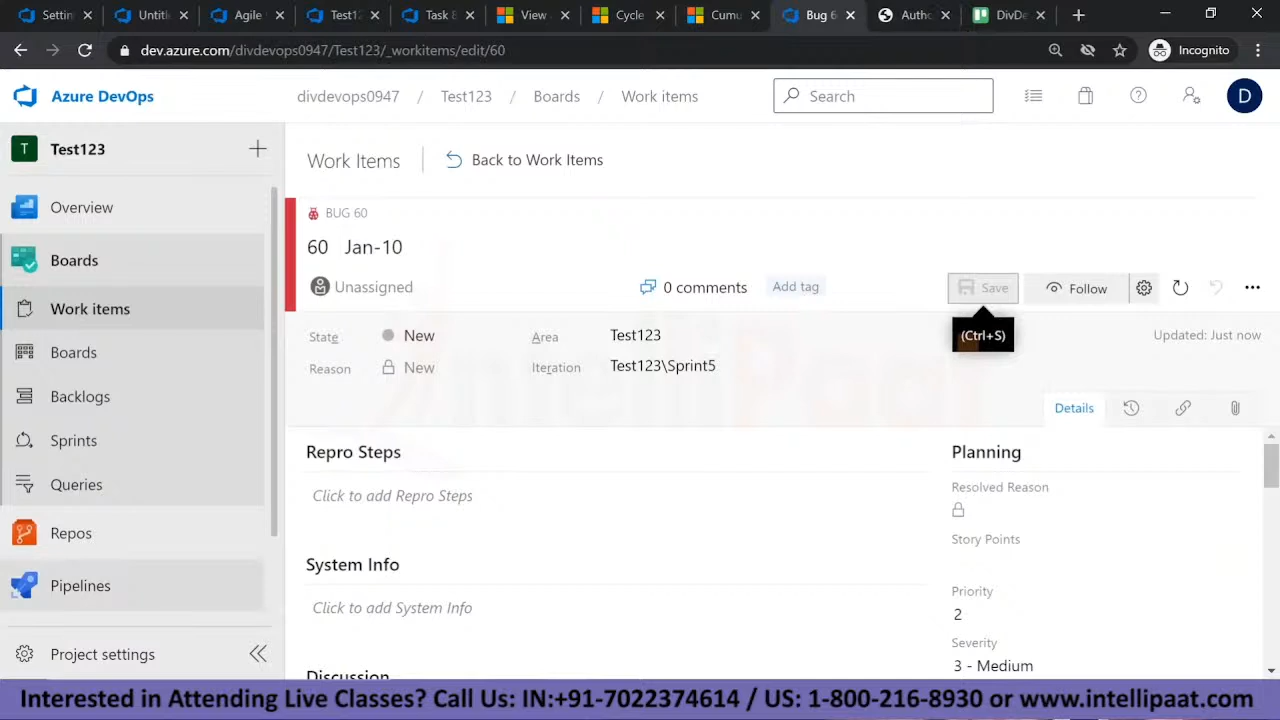 Settin
Untitle
Agile
Test12
Task 8
View
Cycle
Cumu
Bug 6
Autho
DivDe
dev.azure.com/divdevops0947/Test123/_workitems/edit/60
Incognito
Azure DevOps
divdevops0947 / Test123 / Boards / Work items
Search
D
T Test123
Overview
Boards
Work items
Boards
Backlogs
Sprints
Queries
Repos
Pipelines
Project settings
Work Items
Back to Work Items
BUG 60
60 Jan-10
Unassigned
0 comments
Add tag
Save
Follow
(Ctrl+S)
State New
Area Test123
Updated: Just now
Reason New
Iteration Test123\Sprint5
Details
Repro Steps
Click to add Repro Steps
System Info
Click to add System Info
Discussion
Planning
Resolved Reason
Story Points
Priority
2
Severity
3 - Medium
Interested in Attending Live Classes? Call Us: IN:+91-7022374614 / US: 1-800-216-8930 or www.intellipaat.com